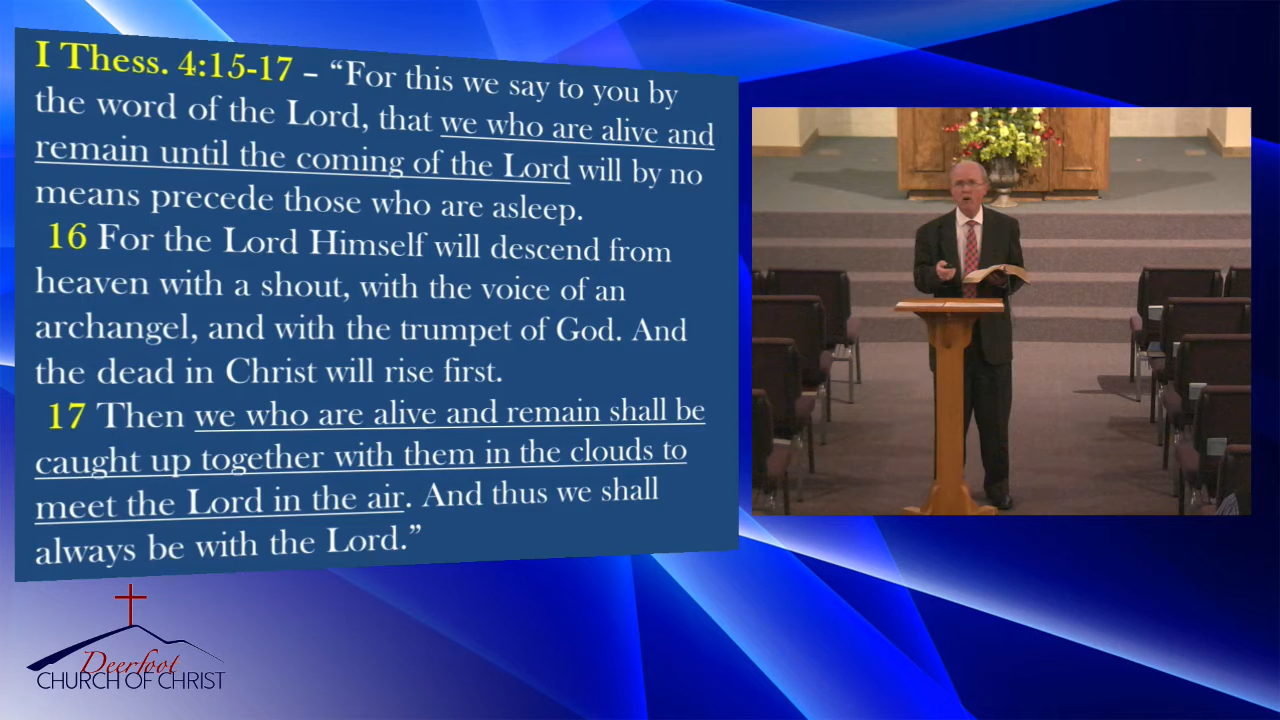 I Thess. 4:15-17 – “For this we say to you by
the word of the Lord, that we who are alive and
remain until the coming of the Lord will by no
means precede those who are asleep.
16 For the Lord Himself will descend from
heaven with a shout, with the voice of an
archangel, and with the trumpet of God. And
the dead in Christ will rise first.
17 Then we who are alive and remain shall be
caught up together with them in the clouds to
meet the Lord in the air. And thus we shall
always be with the Lord.”
Deerfoot
CHURCH OF CHRIST